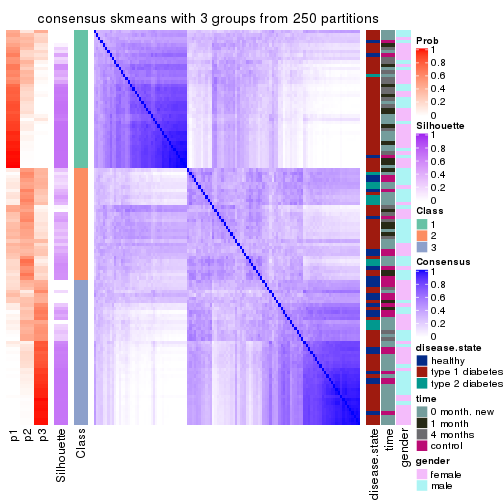 consensus skmeans with 3 groups from 250 partitions
p1
p2
p3
Silhouette
Class
disease.state
time
gender
Prob
1
0.8
0.6
0.4
0.2
0
Silhouette
1
0.8
0.6
0.4
0.2
0
Class
1
2
3
Consensus
1
0.8
0.6
0.4
0.2
0
disease.state
healthy
type 1 diabetes
type 2 diabetes
time
0 month, new
1 month
4 months
control
gender
female
male